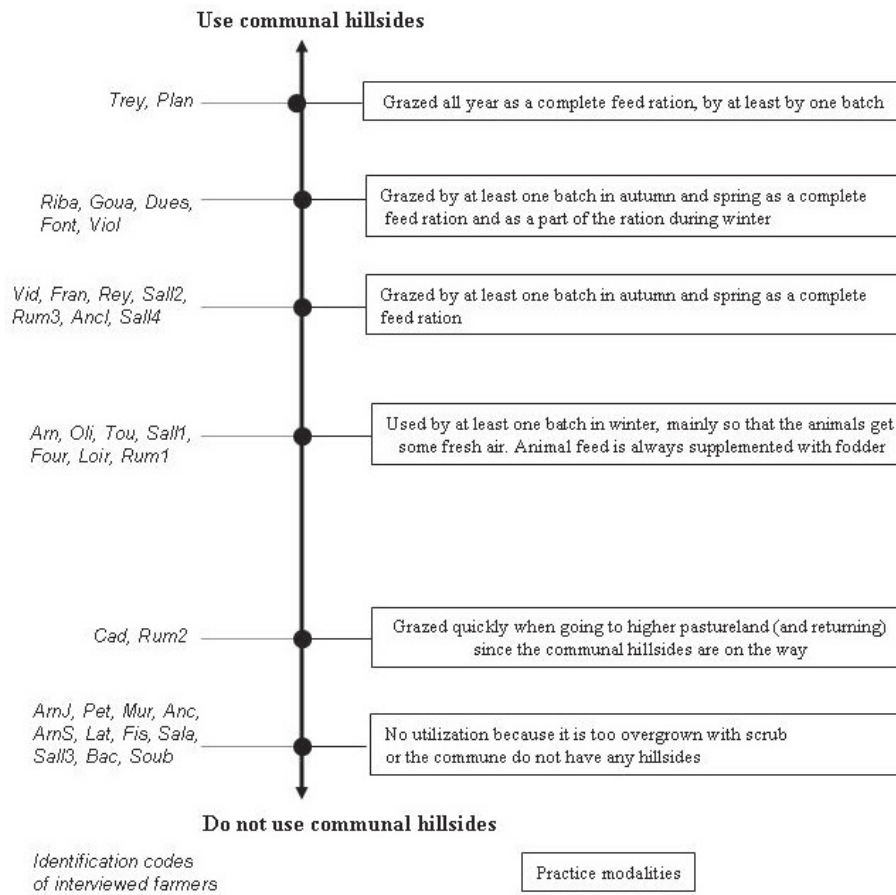 Use communal hillsides
Trey, Plan
Grazed all year as a complete feed ration, by at least by one batch
Riba, Goua, Dues,
Font, Viol
Grazed by at least one batch in autumn and spring as a complete
feed ration and as a part of the ration during winter
Vid, Fran, Rey, Sall2,
Rum3, Ancl, Sall4
Grazed by at least one batch in autumn and spring as a complete
feed ration
Arn, Oli, Tou, Sall1,
Four, Loir, Rum1
Used by at least one batch in winter, mainly so that the animals get
some fresh air. Animal feed is always supplemented with fodder
Cad, Rum2
Grazed quickly when going to higher pastureland (and returning)
since the communal hillsides are on the way
ArnJ, Pet, Mur, Anc,
ArnS, Lat, Fis, Sala,
Sall3, Bac, Soub
No utilization because it is too overgrown with scrub
or the commune do not have any hillsides
Do not use communal hillsides
Identification codes
of interviewed farmers
Practice modalities